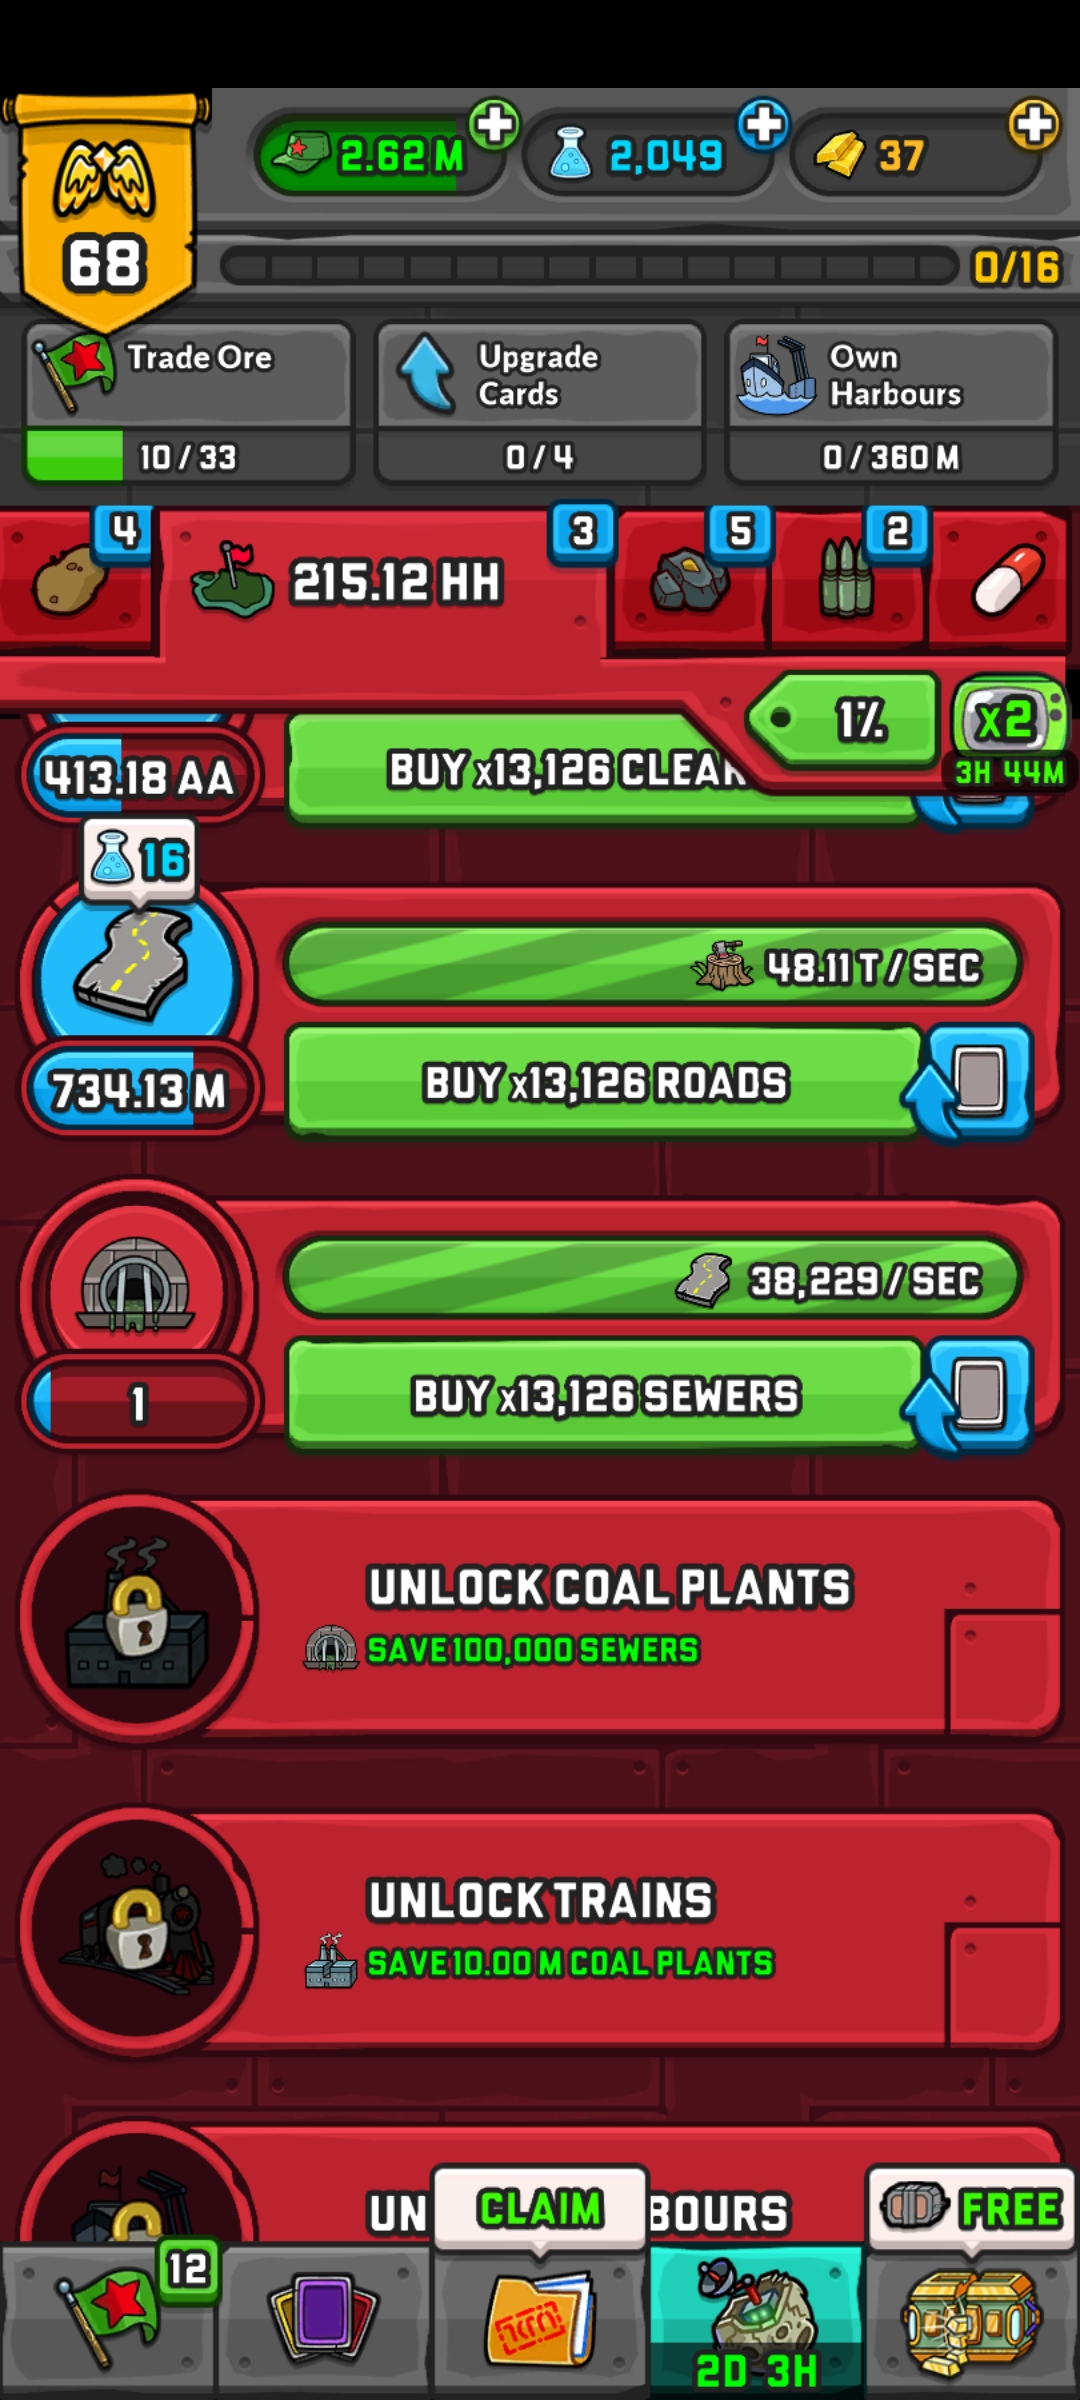 2.62 M
2,049
37
68
0/16
Trade Ore
10 / 33
Upgrade
Cards
0 / 4
Own
Harbours
0 / 360 M
4
215.12 HH
3
5
2
1%
x2
3H 44M
413.18 AA
BUY x13,126 CLEAR
16
48.11 T / SEC
734.13 M
BUY x13,126 ROADS
38,229 / SEC
1
BUY x13,126 SEWERS
UNLOCK COAL PLANTS
SAVE 100,000 SEWERS
UNLOCK TRAINS
SAVE 10.00 M COAL PLANTS
UN
BOURS
CLAIM
FREE
12
2D 3H